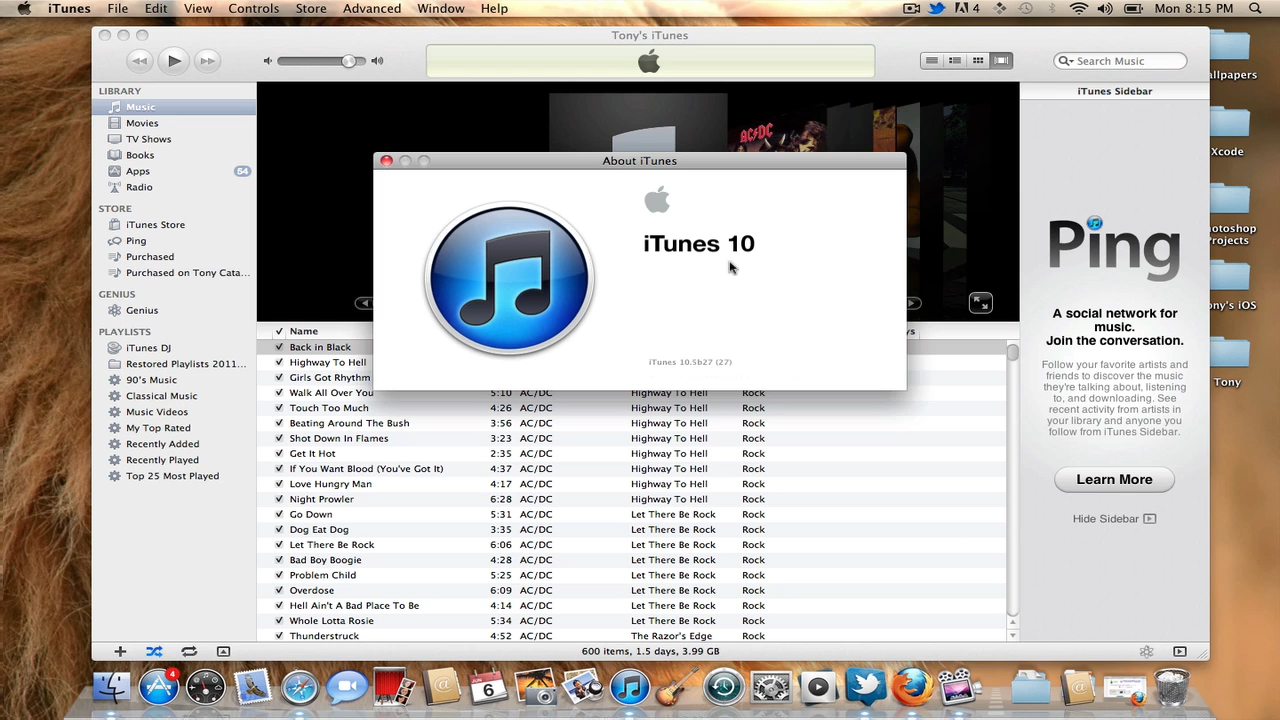 iTunes File Edit View Controls Store Advanced Window Help 4 Mon 8:15 PM
Tony's iTunes
Search Music
LIBRARY
Music
Movies
TV Shows
Books
Apps 54
Radio
STORE
iTunes Store
Ping
Purchased
Purchased on Tony Cata...
GENIUS
Genius
PLAYLISTS
iTunes DJ
Restored Playlists 2011...
90's Music
Classical Music
Music Videos
My Top Rated
Recently Added
Recently Played
Top 25 Most Played
AC/DC
About iTunes
iTunes 10
iTunes 10.5b27 (27)
Name
Back in Black
Highway To Hell
Girls Got Rhythm
Walk All Over You 5:10 AC/DC Highway To Hell Rock
Touch Too Much 4:26 AC/DC Highway To Hell Rock
Beating Around The Bush 3:56 AC/DC Highway To Hell Rock
Shot Down In Flames 3:23 AC/DC Highway To Hell Rock
Get It Hot 2:35 AC/DC Highway To Hell Rock
If You Want Blood (You've Got It) 4:37 AC/DC Highway To Hell Rock
Love Hungry Man 4:17 AC/DC Highway To Hell Rock
Night Prowler 6:28 AC/DC Highway To Hell Rock
Go Down 5:31 AC/DC Let There Be Rock Rock
Dog Eat Dog 3:35 AC/DC Let There Be Rock Rock
Let There Be Rock 6:06 AC/DC Let There Be Rock Rock
Bad Boy Boogie 4:28 AC/DC Let There Be Rock Rock
Problem Child 5:25 AC/DC Let There Be Rock Rock
Overdose 6:09 AC/DC Let There Be Rock Rock
Hell Ain't A Bad Place To Be 4:14 AC/DC Let There Be Rock Rock
Whole Lotta Rosie 5:34 AC/DC Let There Be Rock Rock
Thunderstruck 4:52 AC/DC The Razor's Edge Rock
600 items, 1.5 days, 3.99 GB
iTunes Sidebar
Ping
A social network for
music.
Join the conversation.
Follow your favorite artists and
friends to discover the music
they're talking about, listening
to, and downloading. See
recent activity from artists in
your library and anyone you
follow from iTunes Sidebar.
Learn More
Hide Sidebar
allpapers
Xcode
otoshop
Projects
ony's iOS
Tony
4
6